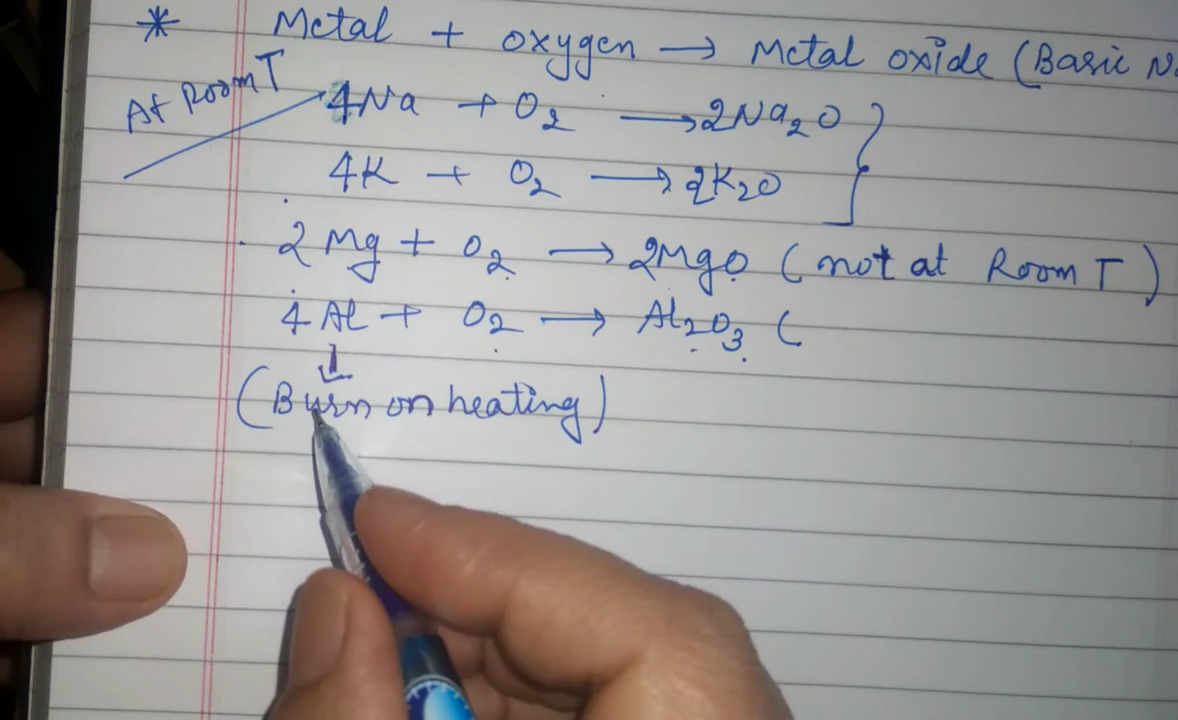 * Metal + oxygen → Metal oxide (Basic N
At Room T
4Na + O₂ → 2Na₂O
4K + O₂ → 2K₂O
2Mg + O₂ → 2MgO (not at Room T)
4Al + O₂ → Al₂O₃ (
(Burn on heating)